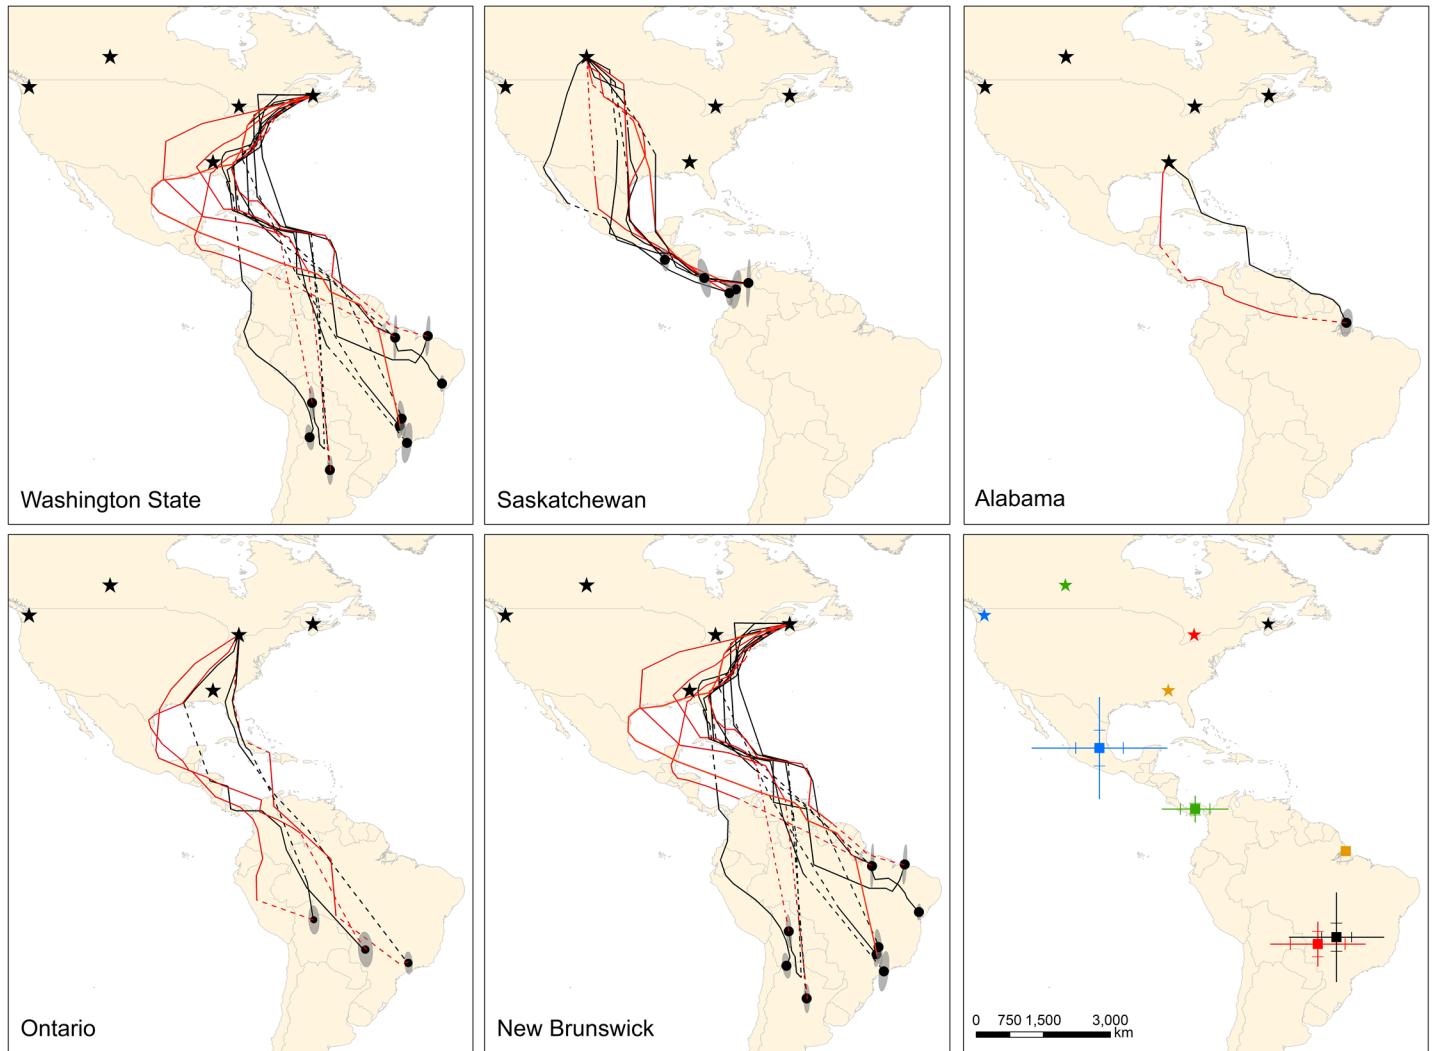 Washington State
Saskatchewan
Alabama
Ontario
New Brunswick
0 750 1,500 3,000
km